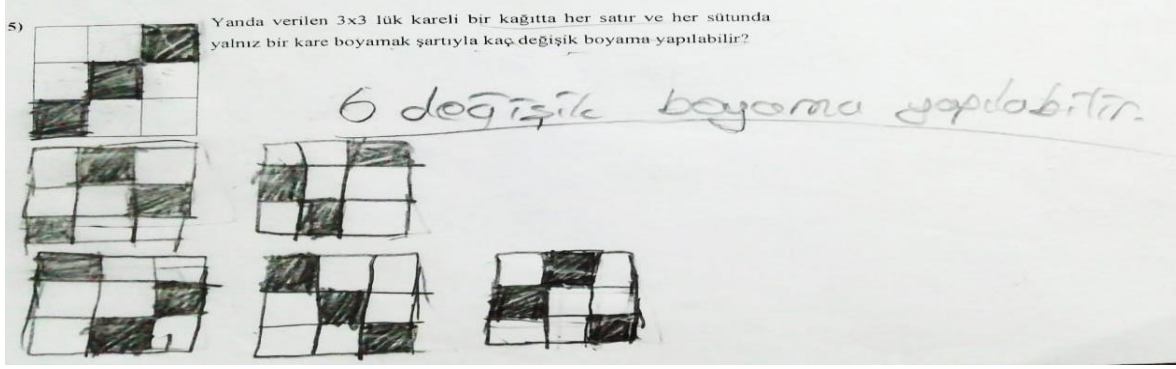 5) Yanda verilen 3x3 lük kareli bir kağıtta her satır ve her sütunda
yalnız bir kare boyamak şartıyla kaç değişik boyama yapılabilir?
6 değişik boyama yapılabilir.